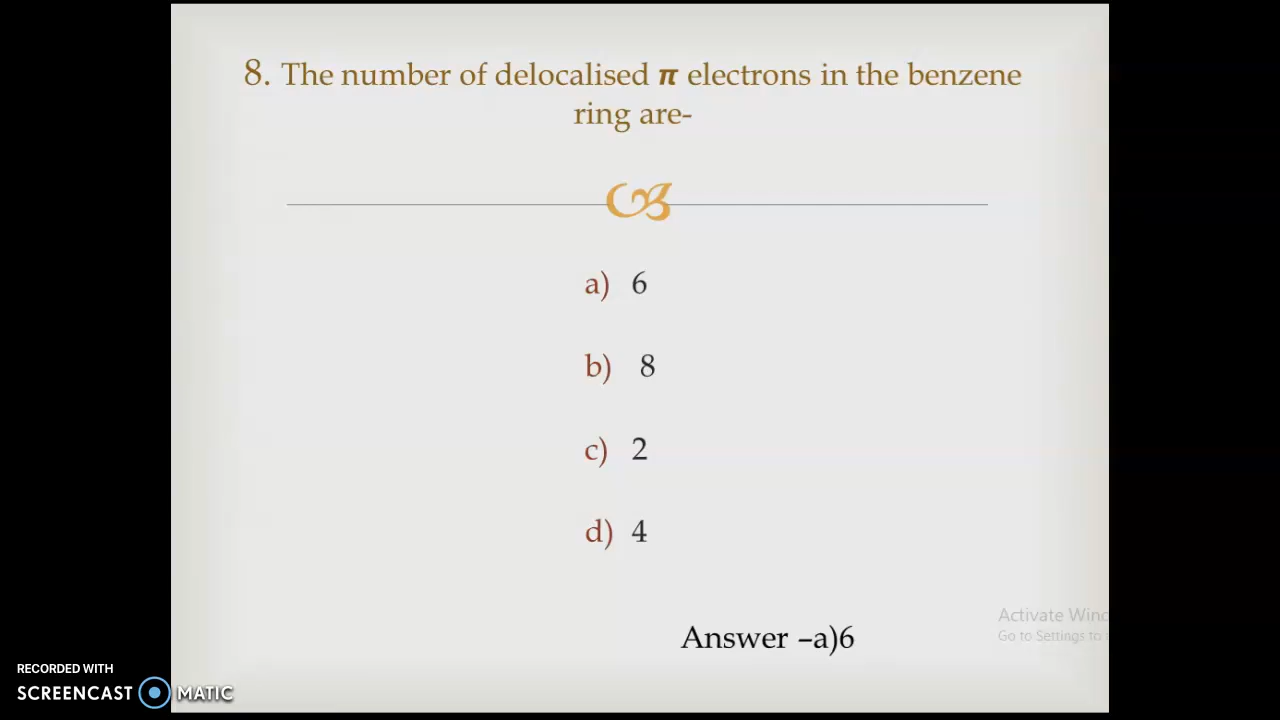 8. The number of delocalised π electrons in the benzene
ring are-
a) 6
b) 8
c) 2
d) 4
Answer –a)6
Activate Wind
Go to Settings to
RECORDED WITH
SCREENCAST MATIC